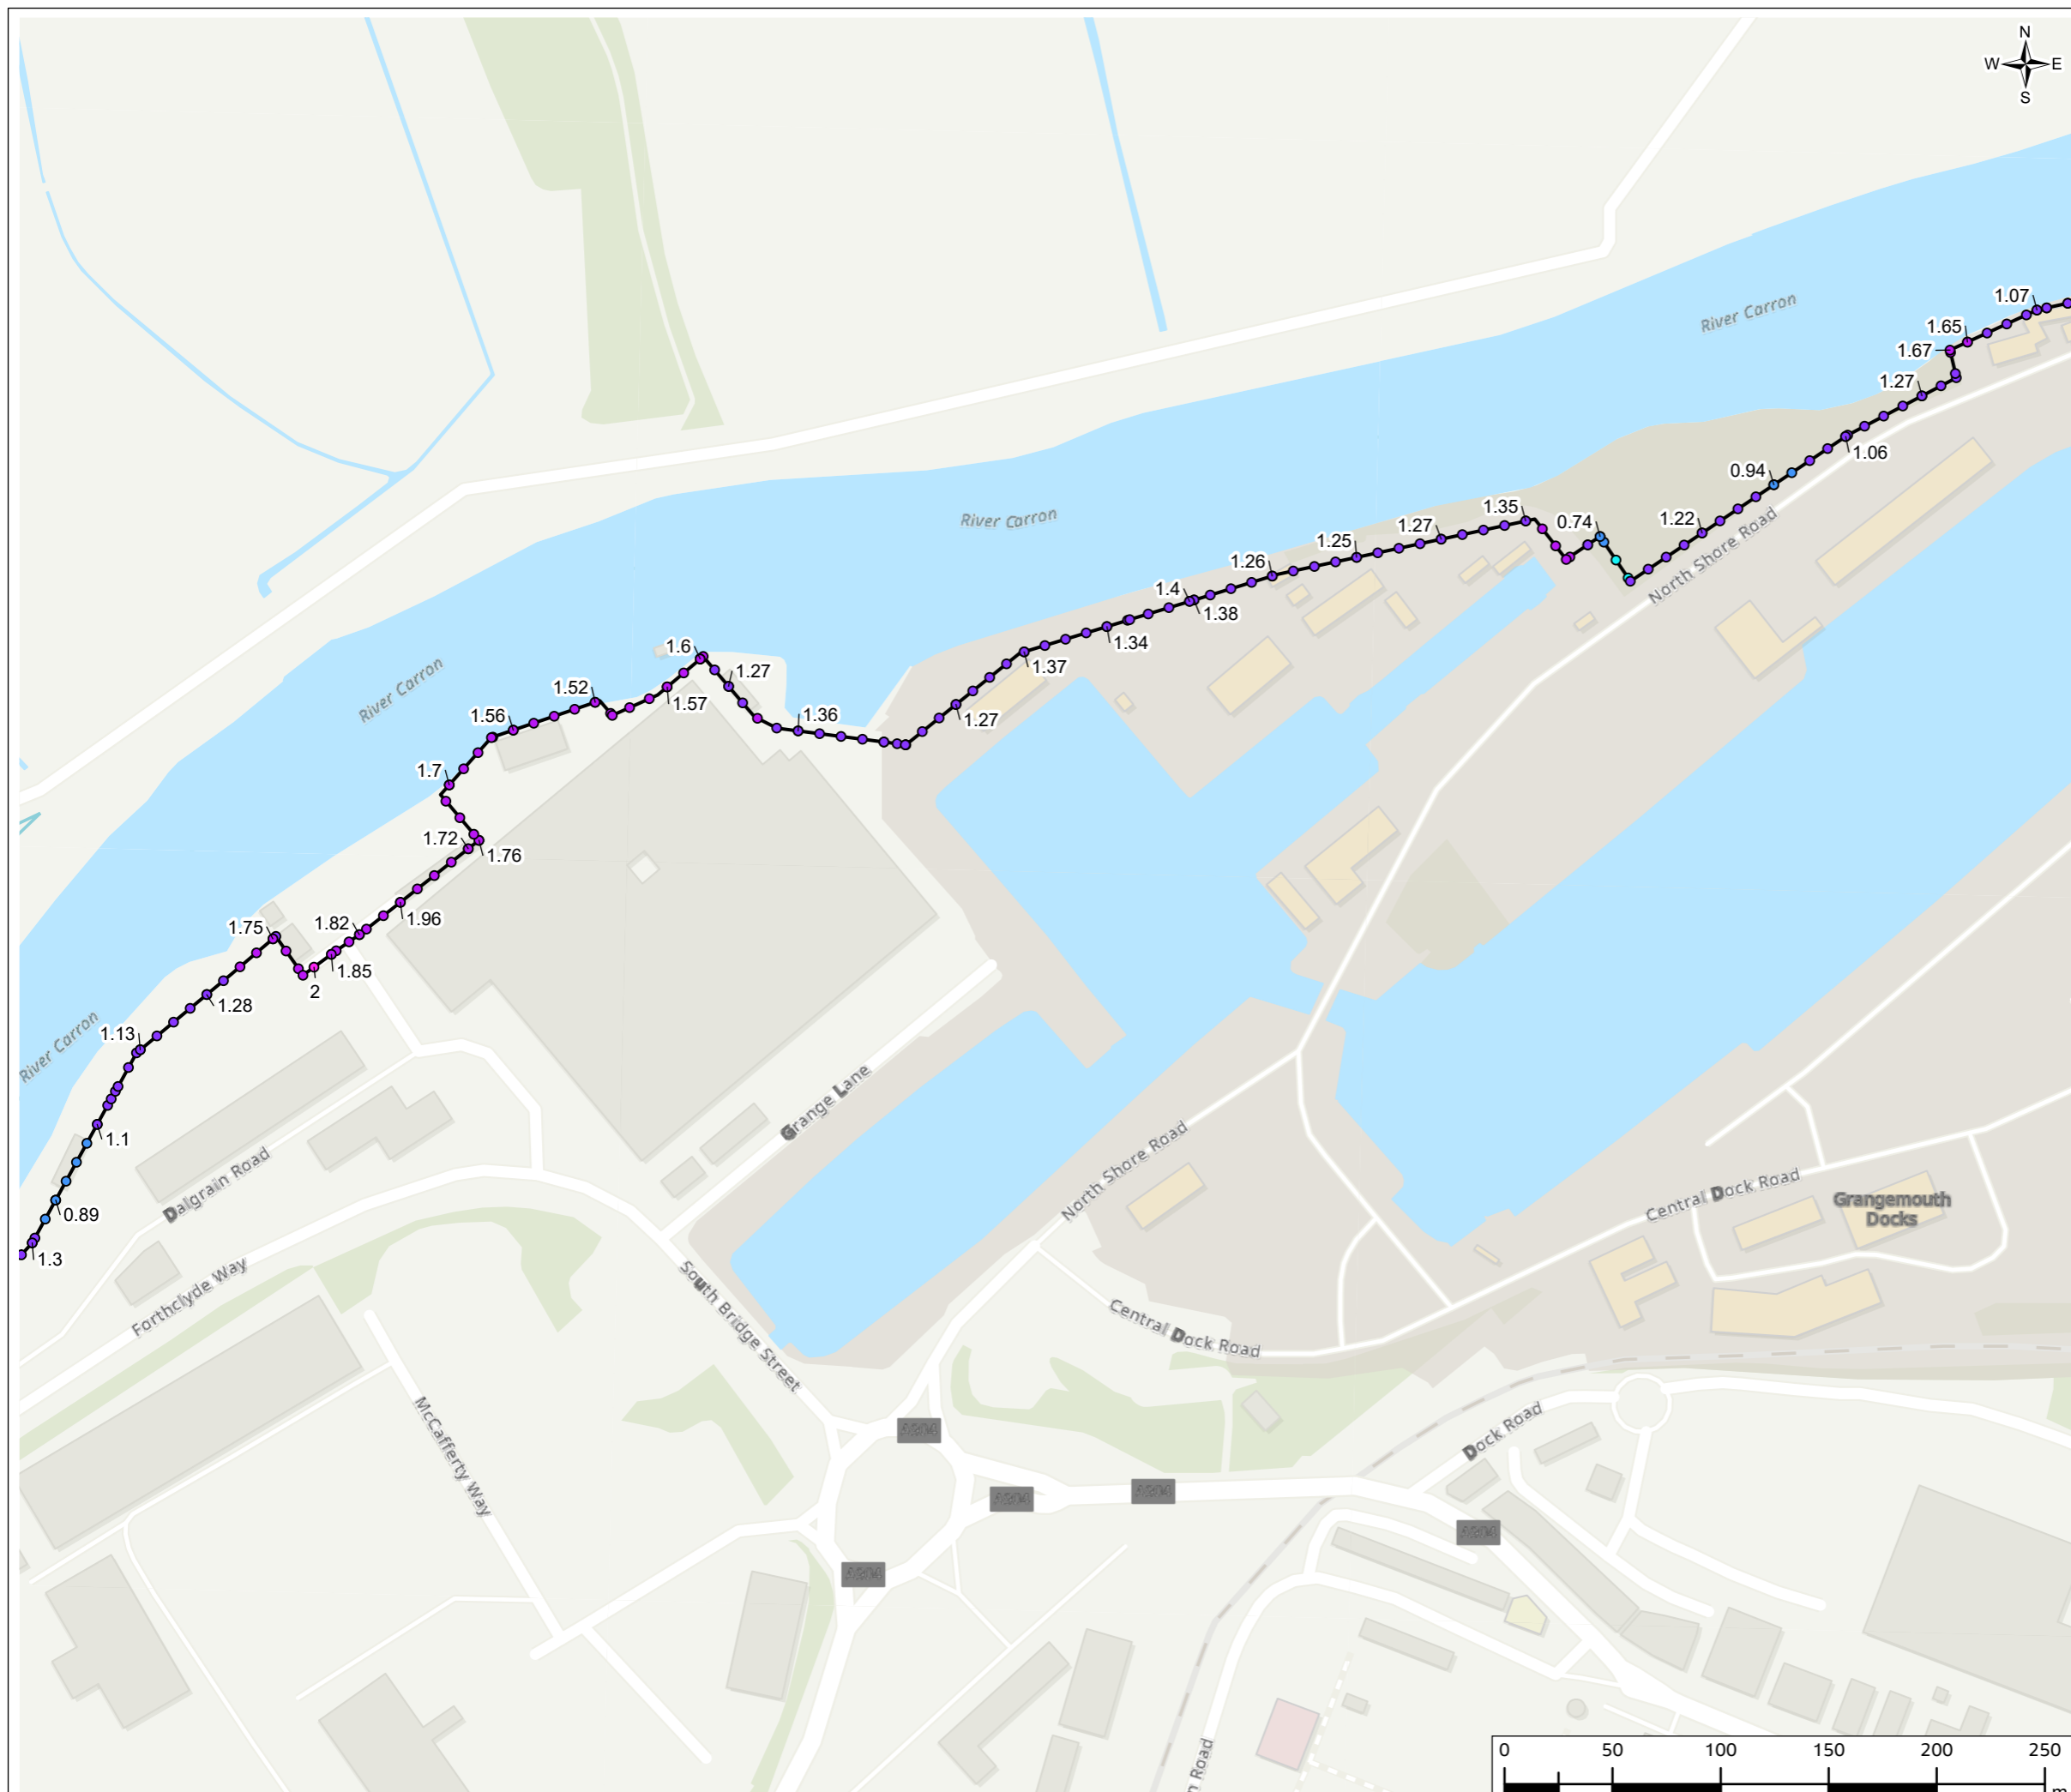 N
W E
S
River Carron
1.07
1.65
1.67
1.27
1.06
0.94
1.22
0.74
1.35
1.27
1.25
1.26
1.4
1.38
1.34
1.37
1.27
1.36
1.27
1.6
1.57
1.52
1.56
1.7
1.72
1.76
1.96
1.82
1.85
2
1.75
1.28
1.13
1.1
0.89
1.3
River Carron
River Carron
River Carron
North Shore Road
Grange Lane
North Shore Road
Dalgrain Road
Forthclyde Way
South Bridge Street
Central Dock Road
Central Dock Road
Grangemouth
Docks
McCafferty Way
Dock Road
Road
0 50 100 150 200 250
m